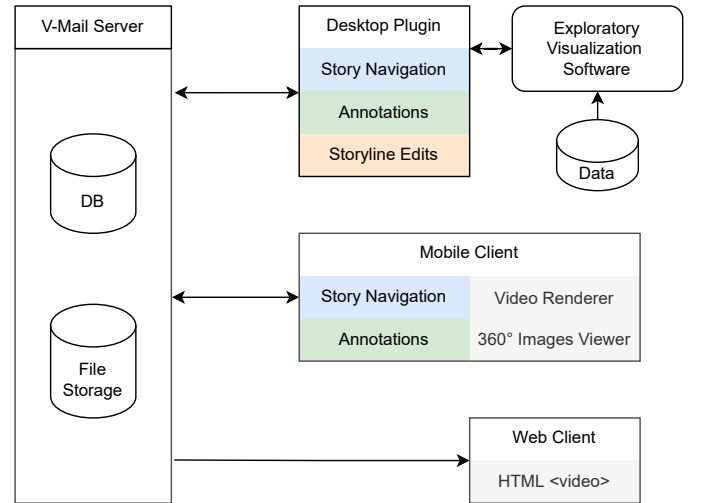 V-Mail Server
DB
File
Storage
Desktop Plugin
Story Navigation
Annotations
Storyline Edits
Exploratory
Visualization
Software
Data
Mobile Client
Story Navigation
Video Renderer
Annotations
360° Images Viewer
Web Client
HTML <video>